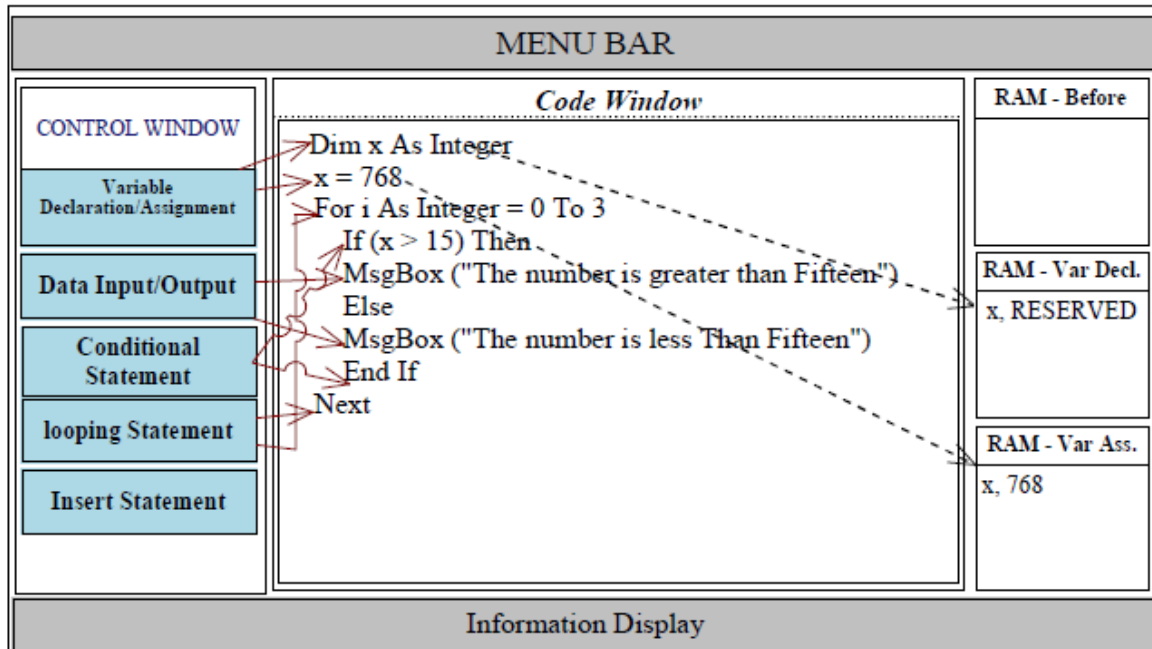 MENU BAR
CONTROL WINDOW
Variable
Declaration/Assignment
Data Input/Output
Conditional
Statement
looping Statement
Insert Statement
Code Window
Dim x As Integer
x = 768
For i As Integer = 0 To 3
If (x > 15) Then
MsgBox ("The number is greater than Fifteen")
Else
MsgBox ("The number is less Than Fifteen")
End If
Next
RAM - Before
RAM - Var Decl.
x, RESERVED
RAM - Var Ass.
x, 768
Information Display